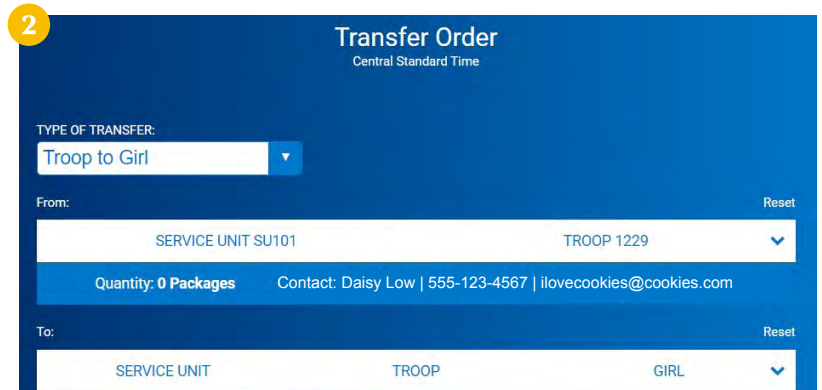 2
Transfer Order
Central Standard Time
TYPE OF TRANSFER:
Troop to Girl
From: Reset
SERVICE UNIT SU101 TROOP 1229
Quantity: 0 Packages Contact: Daisy Low | 555-123-4567 | ilovecookies@cookies.com
To: Reset
SERVICE UNIT TROOP GIRL